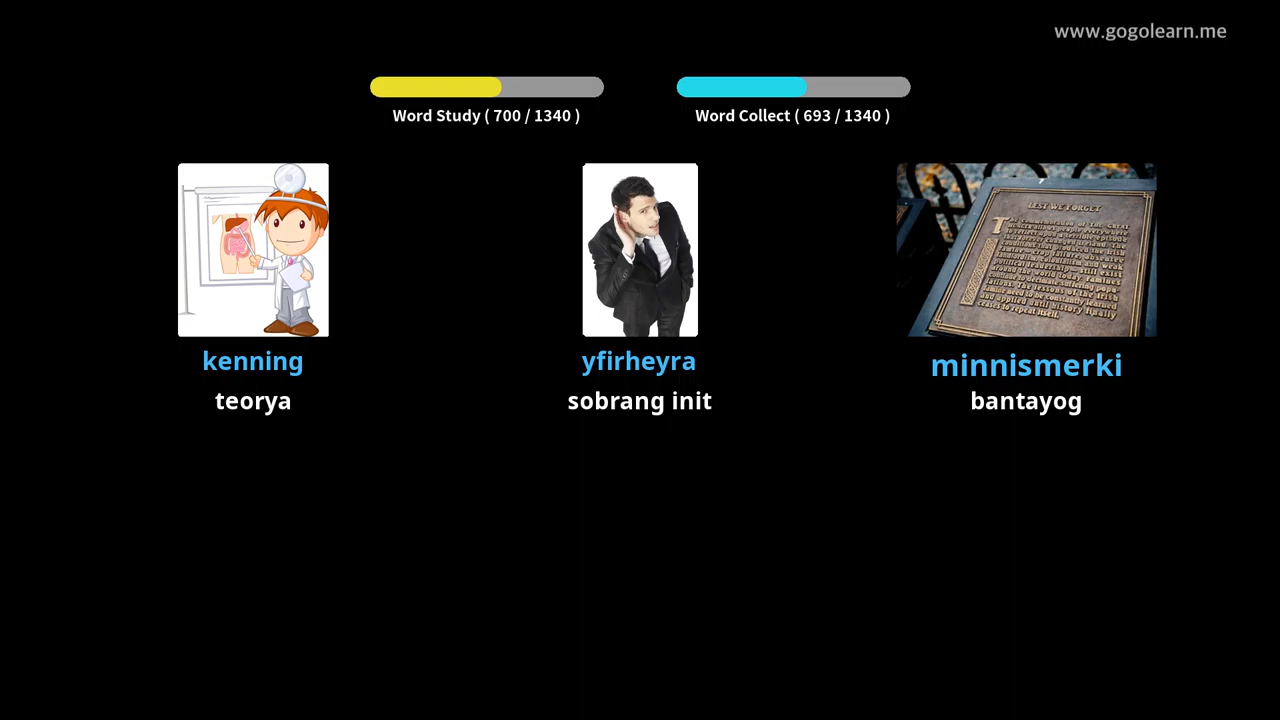 www.gogolearn.me
Word Study ( 700 / 1340 )
Word Collect ( 693 / 1340 )
LEST WE FORGET
kenning
yfirheyra
minnismerki
teorya
sobrang init
bantayog